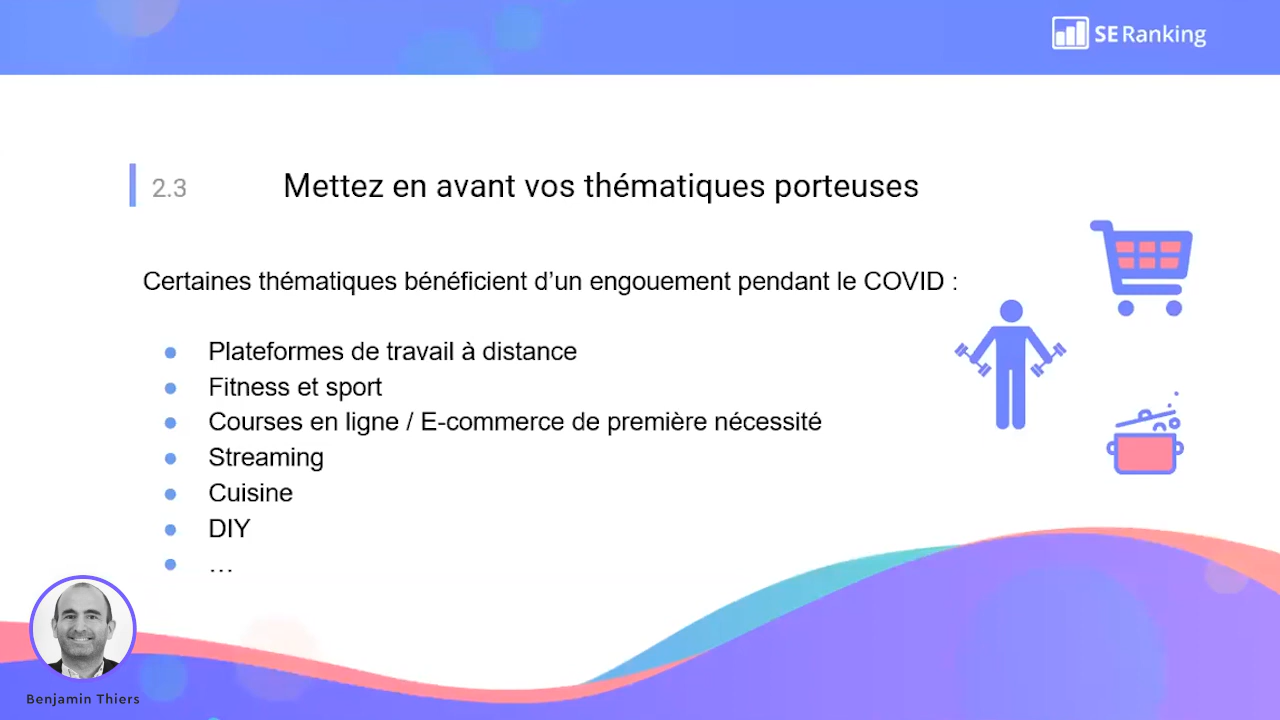 SE Ranking
2.3 Mettez en avant vos thématiques porteuses
Certaines thématiques bénéficient d’un engouement pendant le COVID :
● Plateformes de travail à distance
● Fitness et sport
● Courses en ligne / E-commerce de première nécessité
● Streaming
● Cuisine
● DIY
● …
Benjamin Thiers